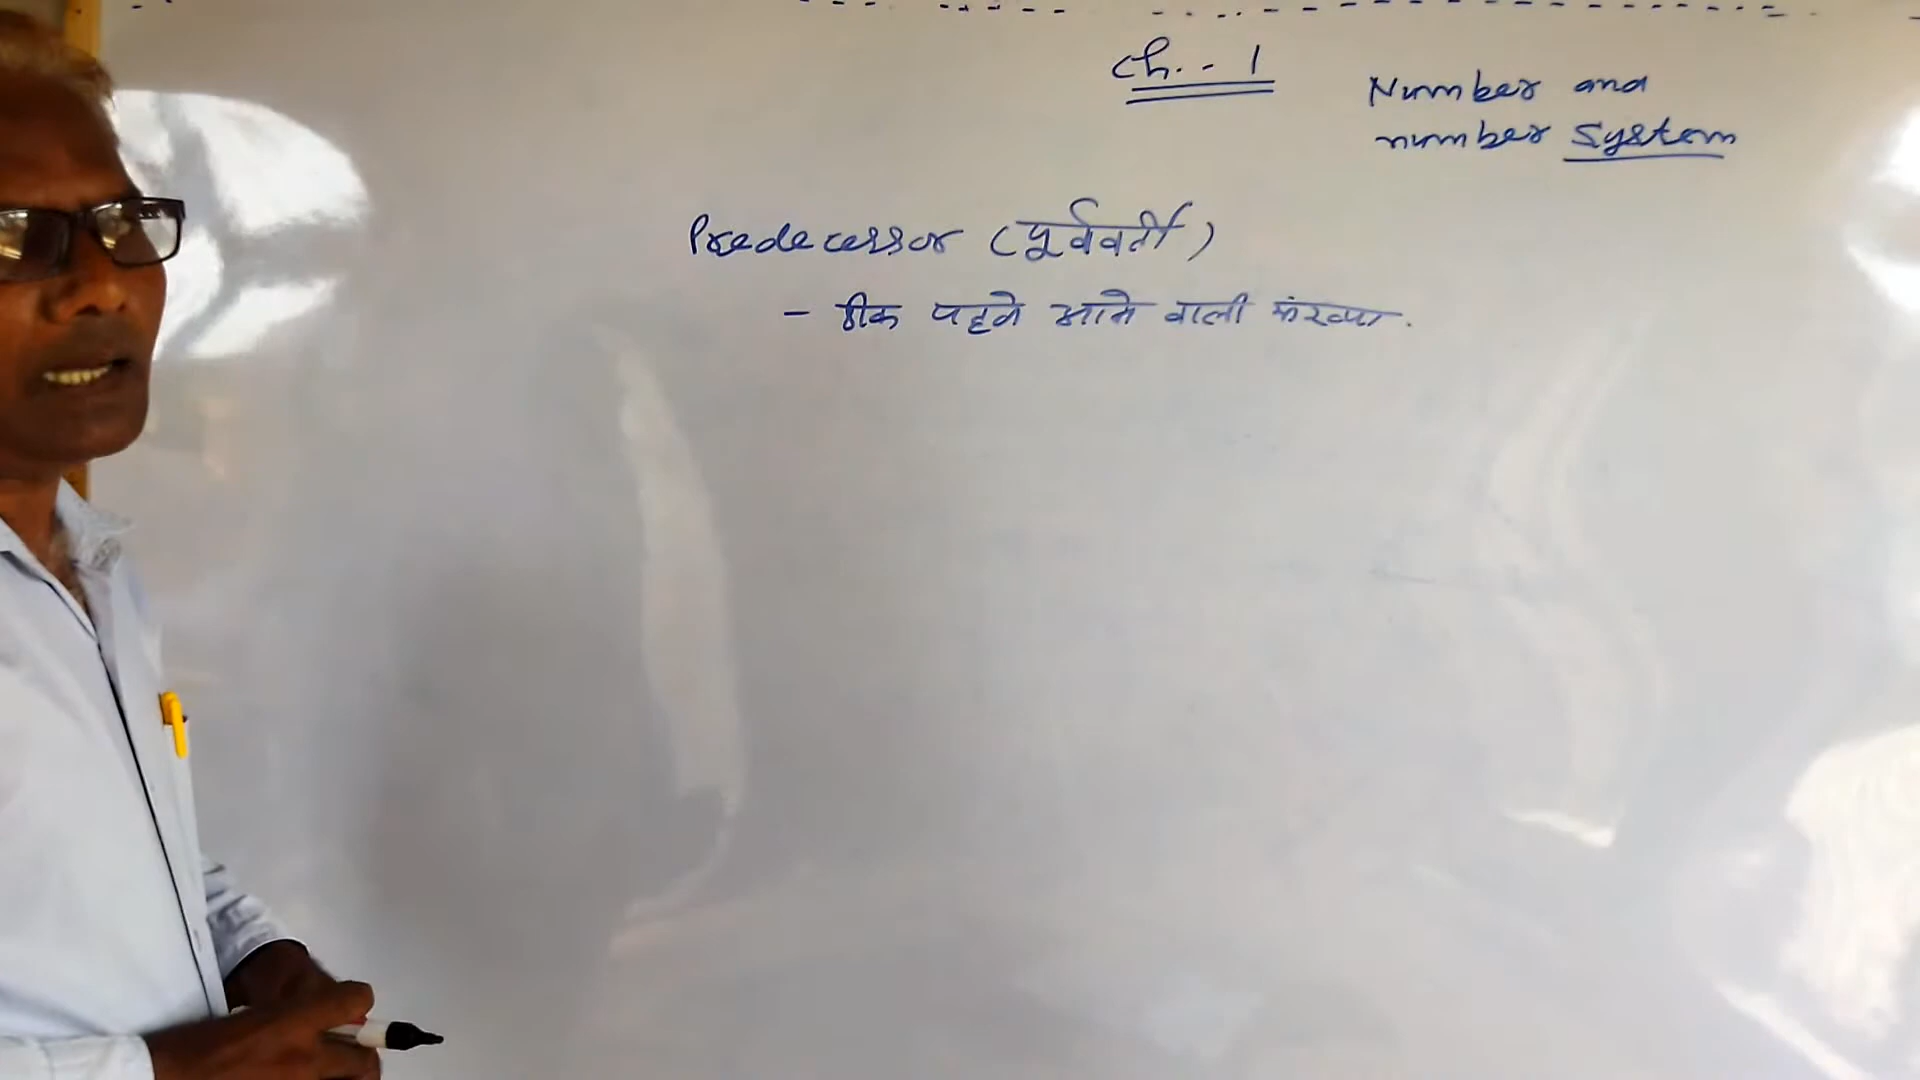 Ch. - 1
Number and
number System
Predecessor (पूर्ववर्ती)
- ठीक पहले आने वाली संख्या.